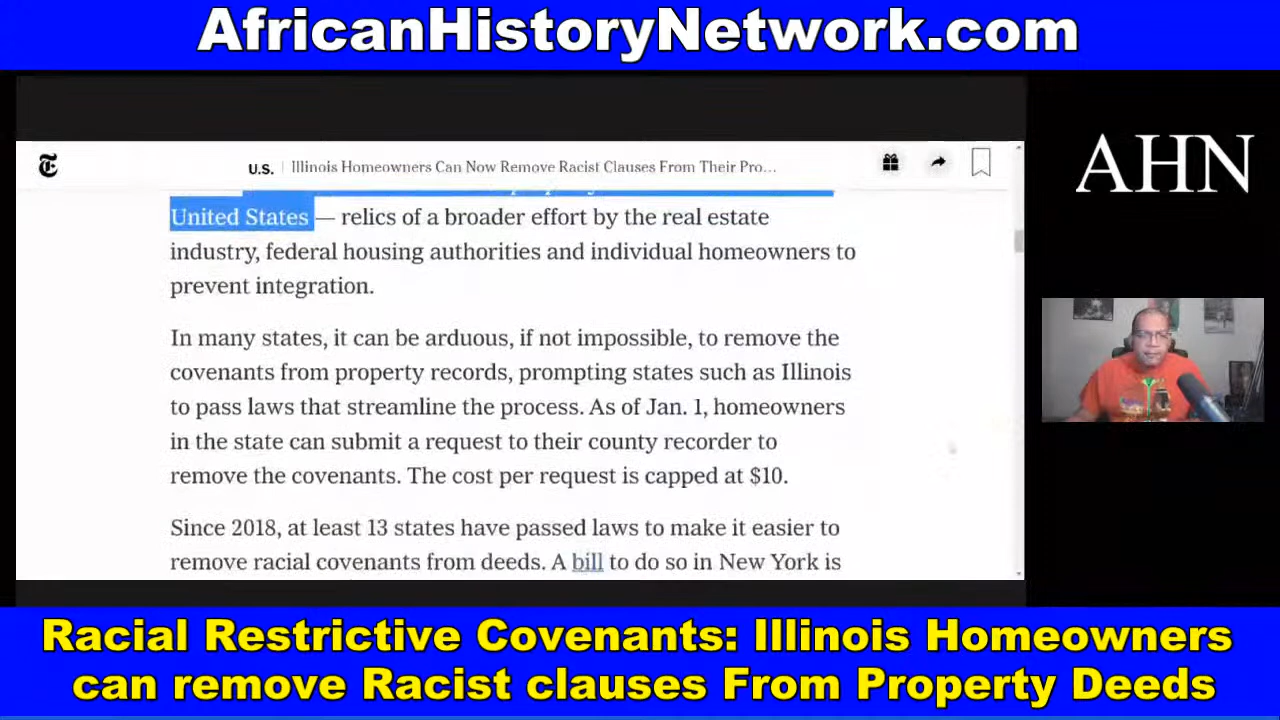 AfricanHistoryNetwork.com
AHN
U.S. | Illinois Homeowners Can Now Remove Racist Clauses From Their Pro...
United States — relics of a broader effort by the real estate
industry, federal housing authorities and individual homeowners to
prevent integration.
In many states, it can be arduous, if not impossible, to remove the
covenants from property records, prompting states such as Illinois
to pass laws that streamline the process. As of Jan. 1, homeowners
in the state can submit a request to their county recorder to
remove the covenants. The cost per request is capped at $10.
Since 2018, at least 13 states have passed laws to make it easier to
remove racial covenants from deeds. A bill to do so in New York is
Racial Restrictive Covenants: Illinois Homeowners
can remove Racist clauses From Property Deeds